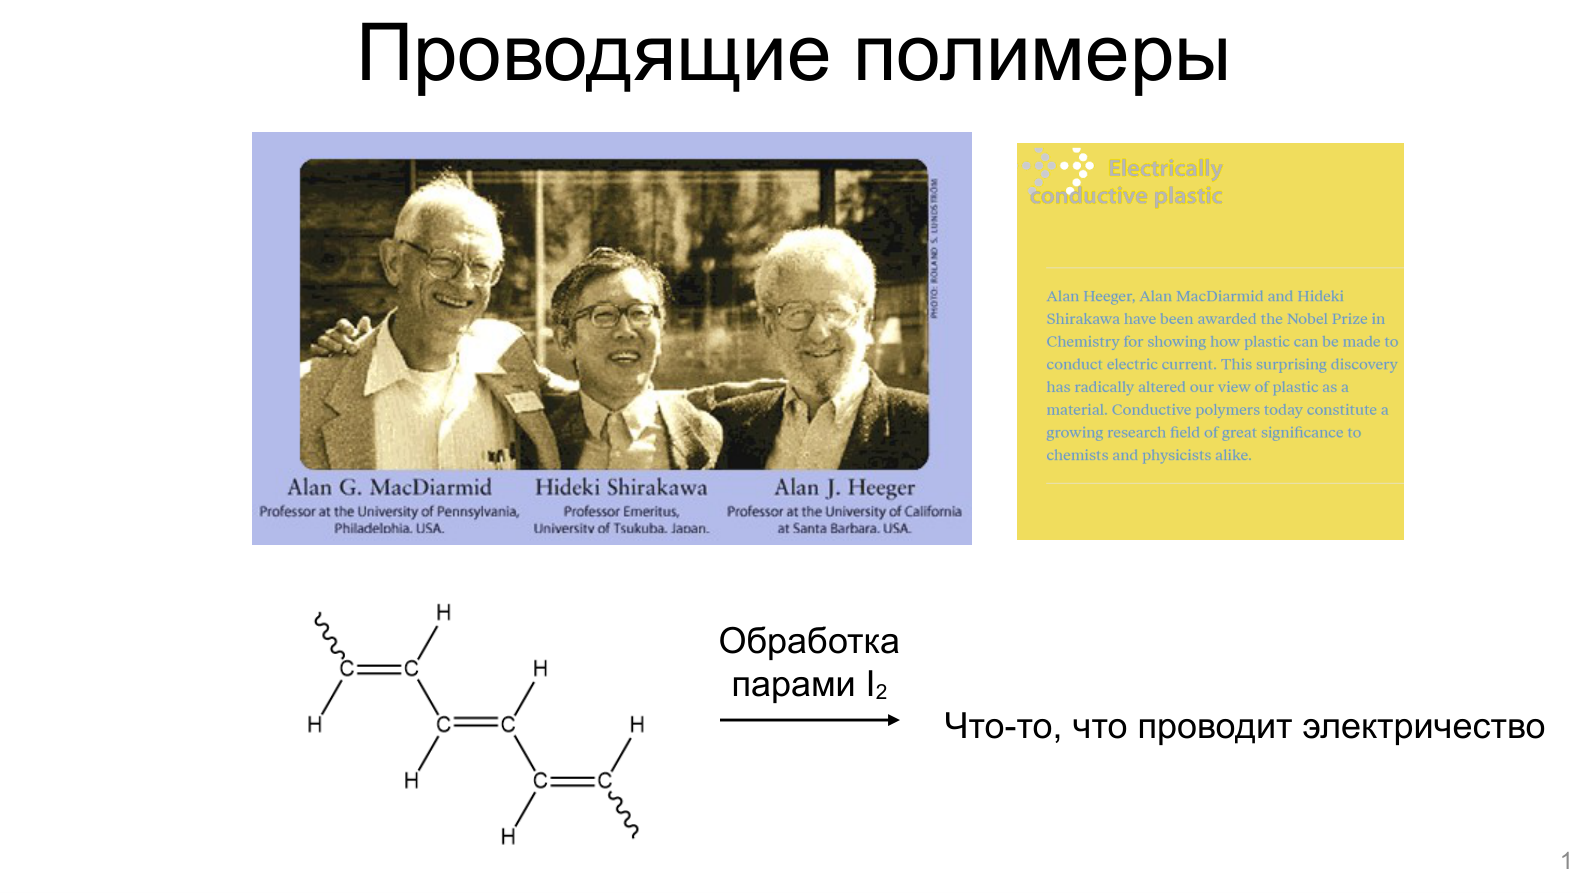 Проводящие полимеры
PHOTO: ROLAND S. LUNDSTRÖM
Alan G. MacDiarmid
Professor at the University of Pennsylvania,
Philadelphia, USA.
Hideki Shirakawa
Professor Emeritus,
University of Tsukuba, Japan.
Alan J. Heeger
Professor at the University of California
at Santa Barbara, USA.
Electrically
conductive plastic
Alan Heeger, Alan MacDiarmid and Hideki
Shirakawa have been awarded the Nobel Prize in
Chemistry for showing how plastic can be made to
conduct electric current. This surprising discovery
has radically altered our view of plastic as a
material. Conductive polymers today constitute a
growing research field of great significance to
chemists and physicists alike.
H
C C H
H C C H
H C C
H
Обработка
парами I₂
Что-то, что проводит электричество
1